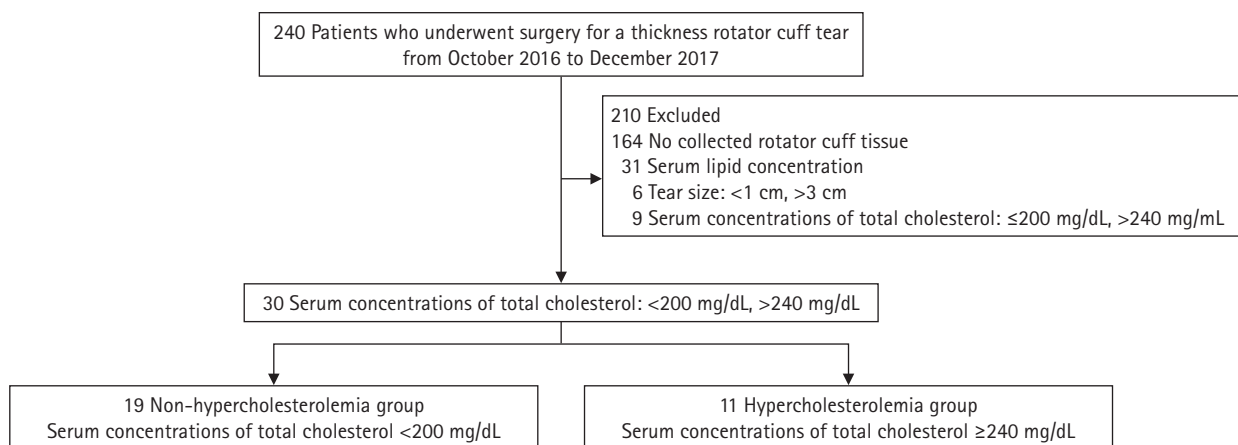 240 Patients who underwent surgery for a thickness rotator cuff tear
from October 2016 to December 2017
210 Excluded
164 No collected rotator cuff tissue
31 Serum lipid concentration
6 Tear size: <1 cm, >3 cm
9 Serum concentrations of total cholesterol: ≤200 mg/dL, >240 mg/mL
30 Serum concentrations of total cholesterol: <200 mg/dL, >240 mg/dL
19 Non-hypercholesterolemia group
Serum concentrations of total cholesterol <200 mg/dL
11 Hypercholesterolemia group
Serum concentrations of total cholesterol ≥240 mg/dL